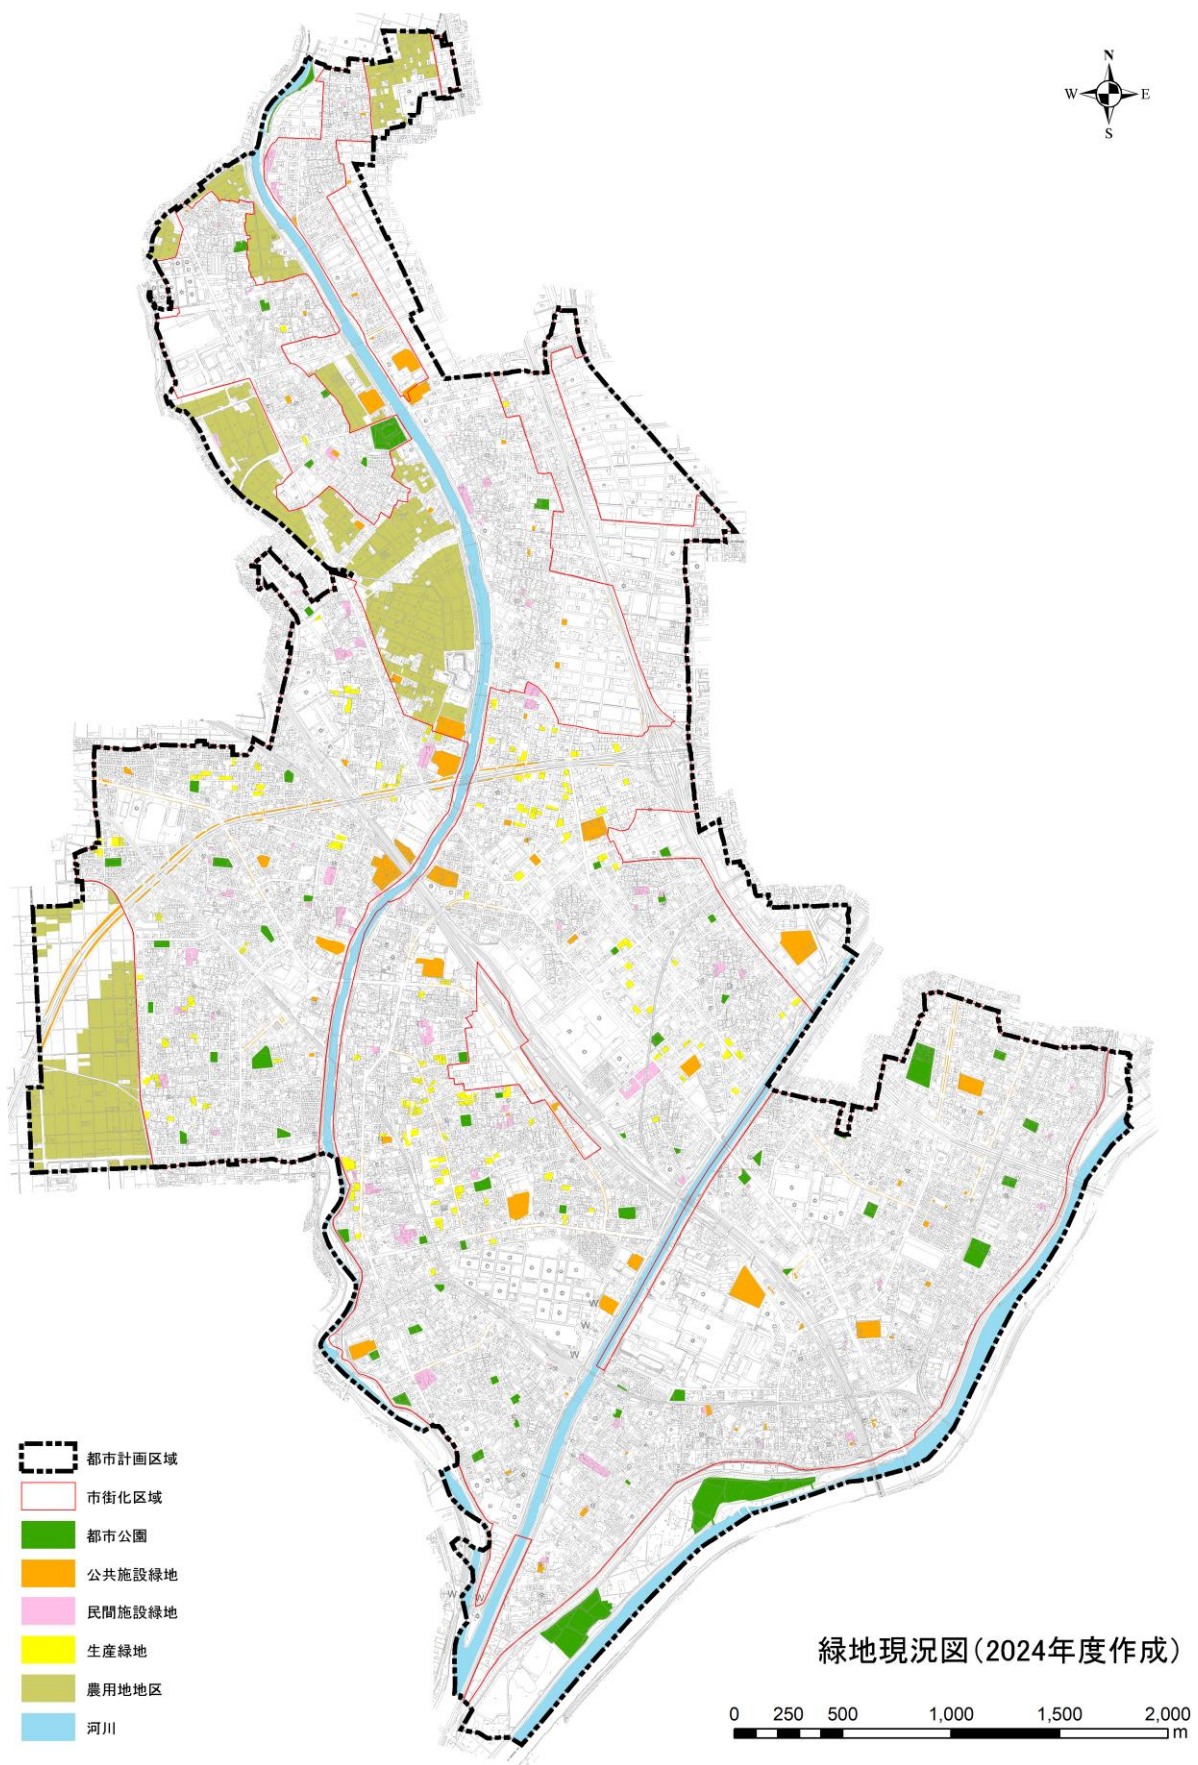 N
W E
S
都市計画区域
市街化区域
都市公園
公共施設緑地
民間施設緑地
生産緑地
農用地地区
河川
緑地現況図(2024年度作成)
0 250 500 1,000 1,500 2,000
m